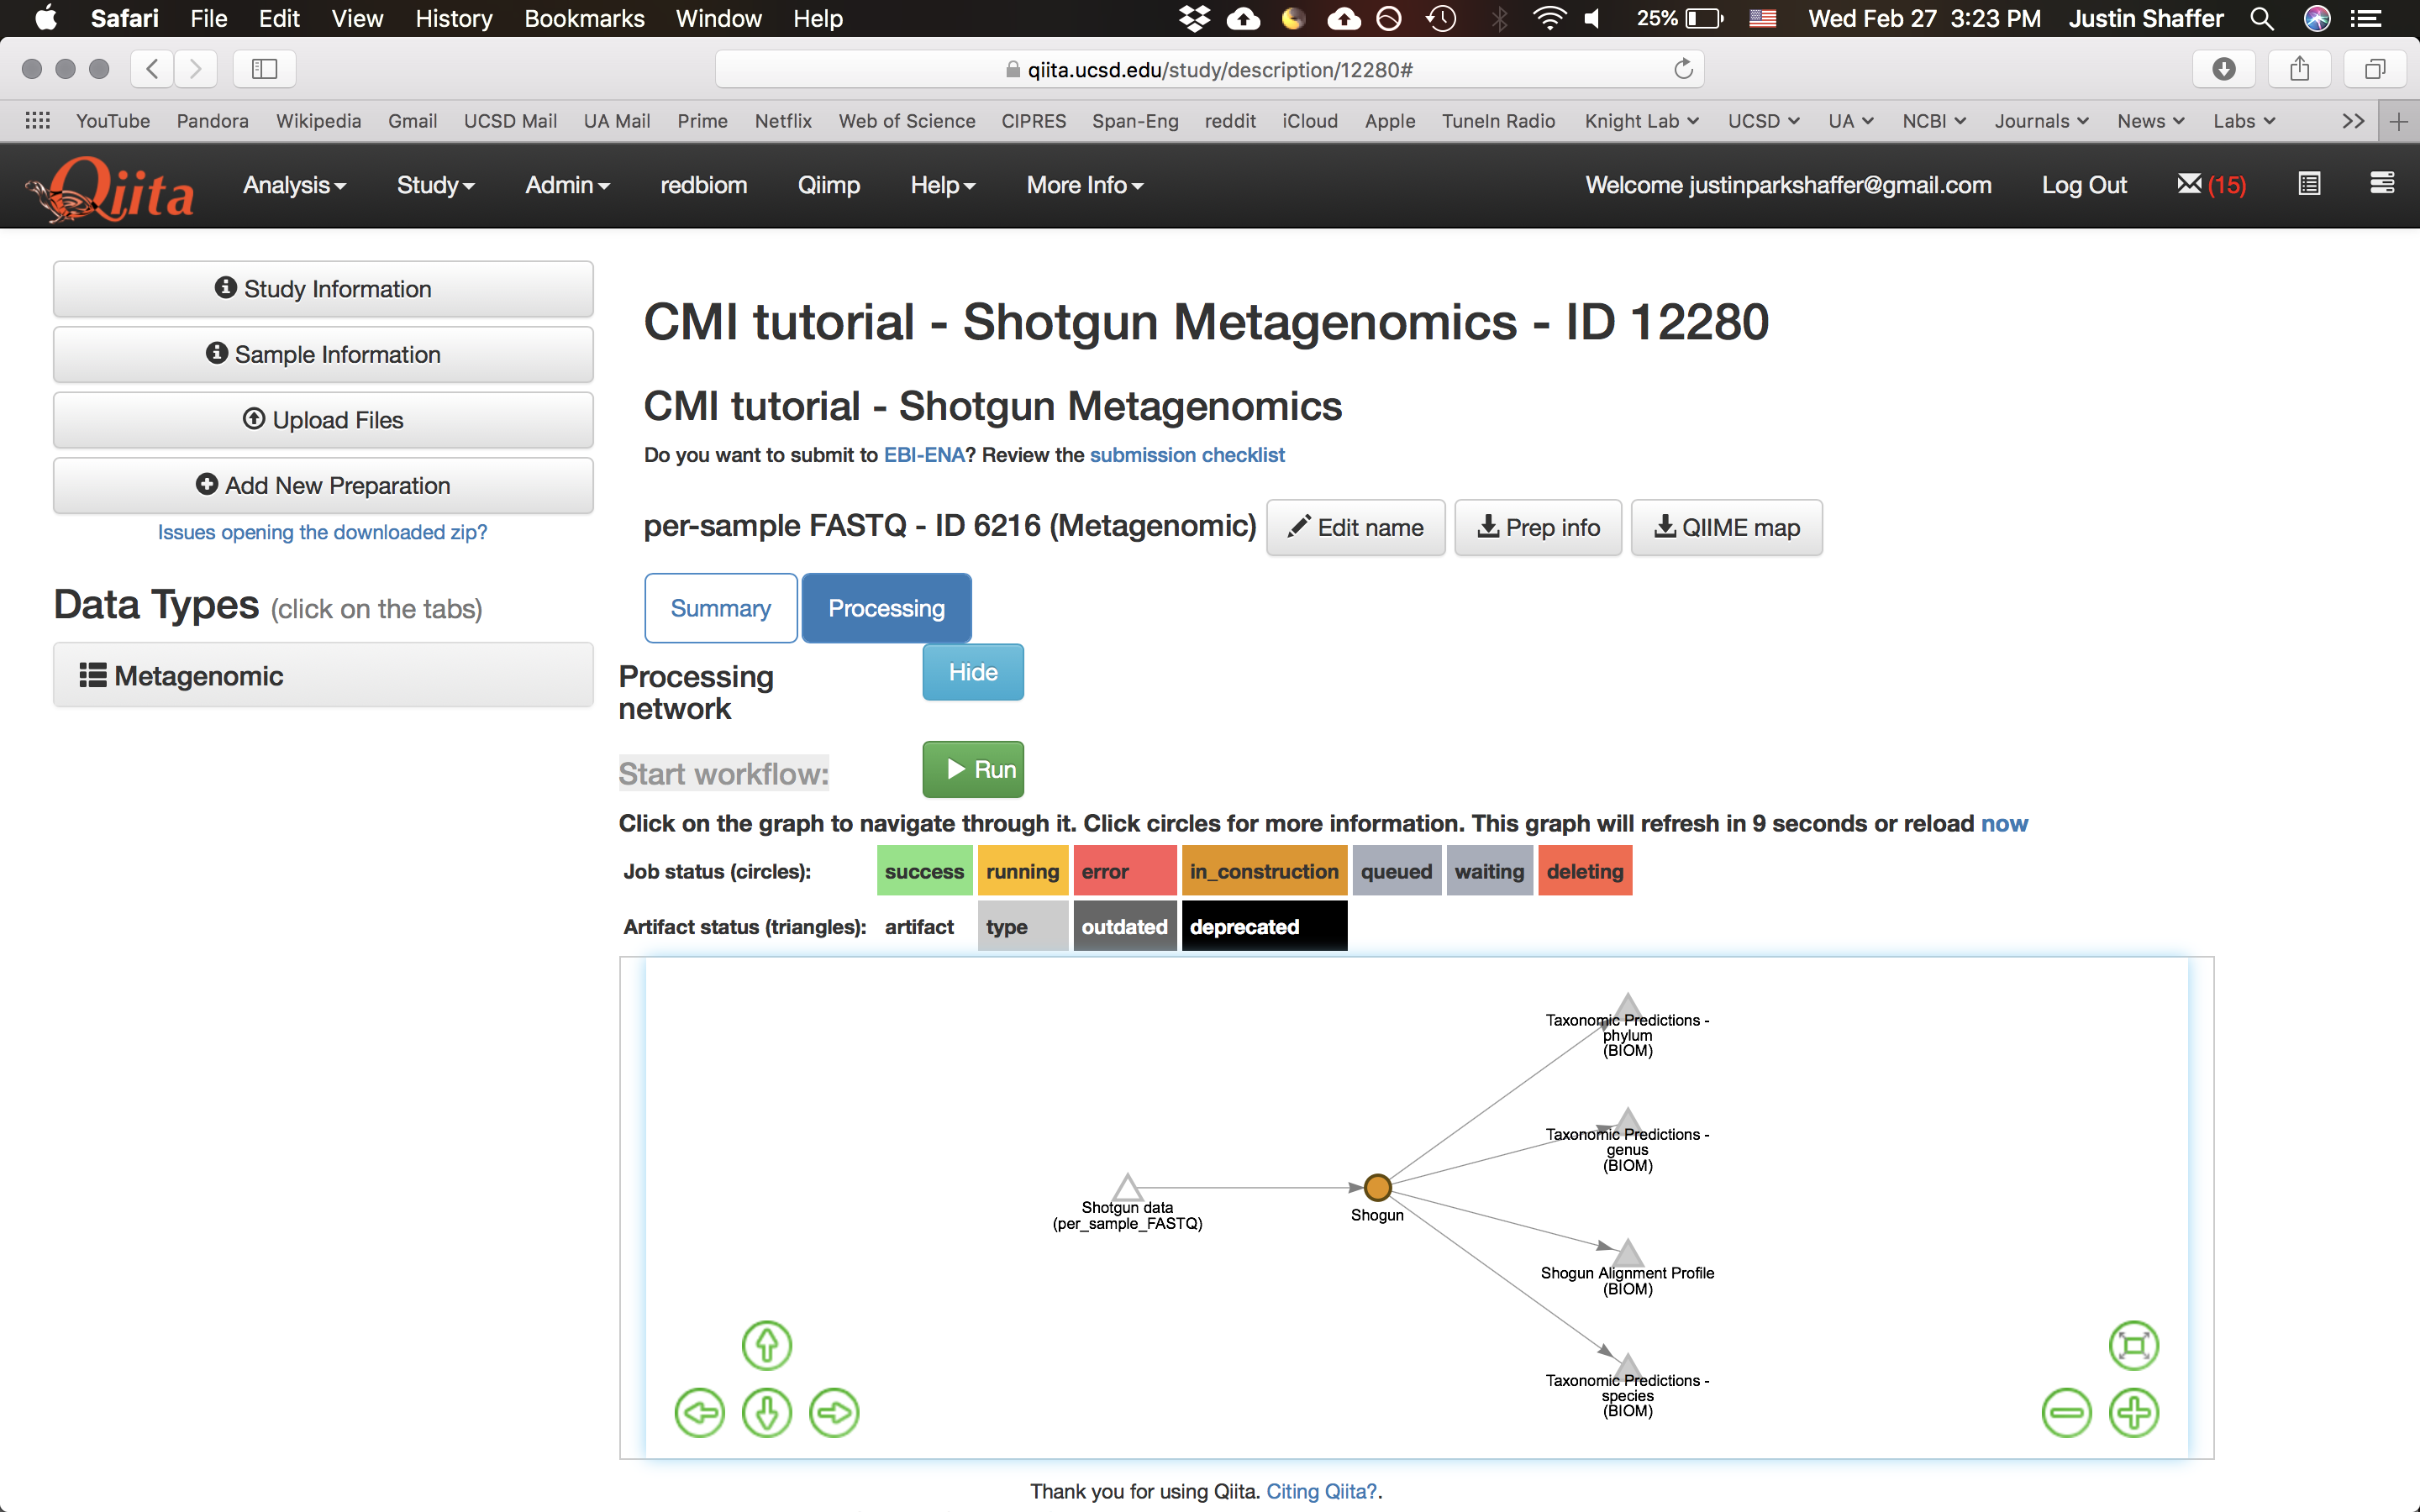 Safari File Edit View History Bookmarks Window Help 25% Wed Feb 27 3:23 PM Justin Shaffer
qiita.ucsd.edu/study/description/12280#
YouTube Pandora Wikipedia Gmail UCSD Mail UA Mail Prime Netflix Web of Science CIPRES Span-Eng reddit iCloud Apple TuneIn Radio Knight Lab UCSD UA NCBI Journals News Labs >> +
Qiita Analysis Study Admin redbiom Qiimp Help More Info Welcome justinparkshaffer@gmail.com Log Out (15)
Study Information
Sample Information
Upload Files
Add New Preparation
Issues opening the downloaded zip?
Data Types (click on the tabs)
Metagenomic
CMI tutorial - Shotgun Metagenomics - ID 12280
CMI tutorial - Shotgun Metagenomics
Do you want to submit to EBI-ENA? Review the submission checklist
per-sample FASTQ - ID 6216 (Metagenomic) Edit name Prep info QIIME map
Summary Processing
Processing
network
Hide
Start workflow: Run
Click on the graph to navigate through it. Click circles for more information. This graph will refresh in 9 seconds or reload now
Job status (circles): success running error in_construction queued waiting deleting
Artifact status (triangles): artifact type outdated deprecated
Taxonomic Predictions -
phylum
(BIOM)
Taxonomic Predictions -
genus
(BIOM)
Shotgun data
(per_sample_FASTQ)
Shogun
Shogun Alignment Profile
(BIOM)
Taxonomic Predictions -
species
(BIOM)
Thank you for using Qiita. Citing Qiita?.